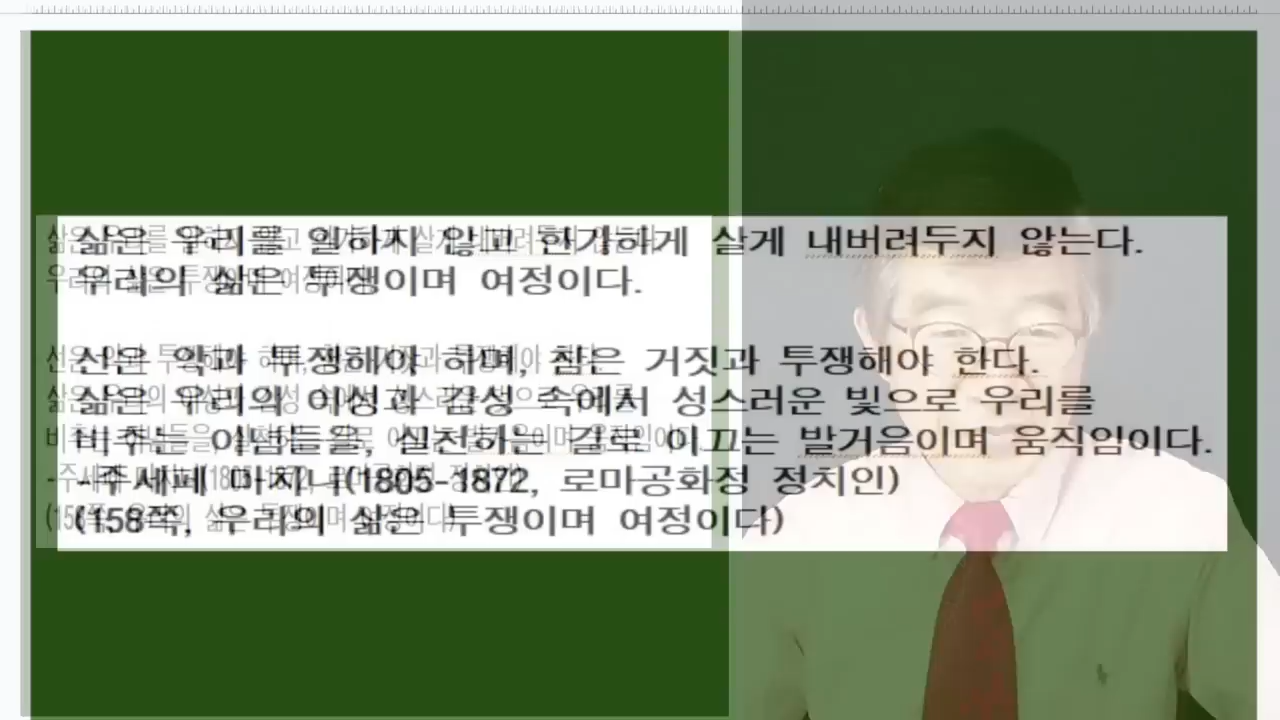 삶은 우리를 일하지 않고 한가하게 살게 내버려두지 않는다.
우리의 삶은 투쟁이며 여정이다.
선은 악과 투쟁해야 하며, 참은 거짓과 투쟁해야 한다.
삶은 우리의 이성과 감성 속에서 성스러운 빛으로 우리를
비추는 이념들을, 실천하는 길로 이끄는 발걸음이며 움직임이다.
-주세페 마치니(1805-1872, 로마공화정 정치인)
(158쪽, 우리의 삶은 투쟁이며 여정이다)